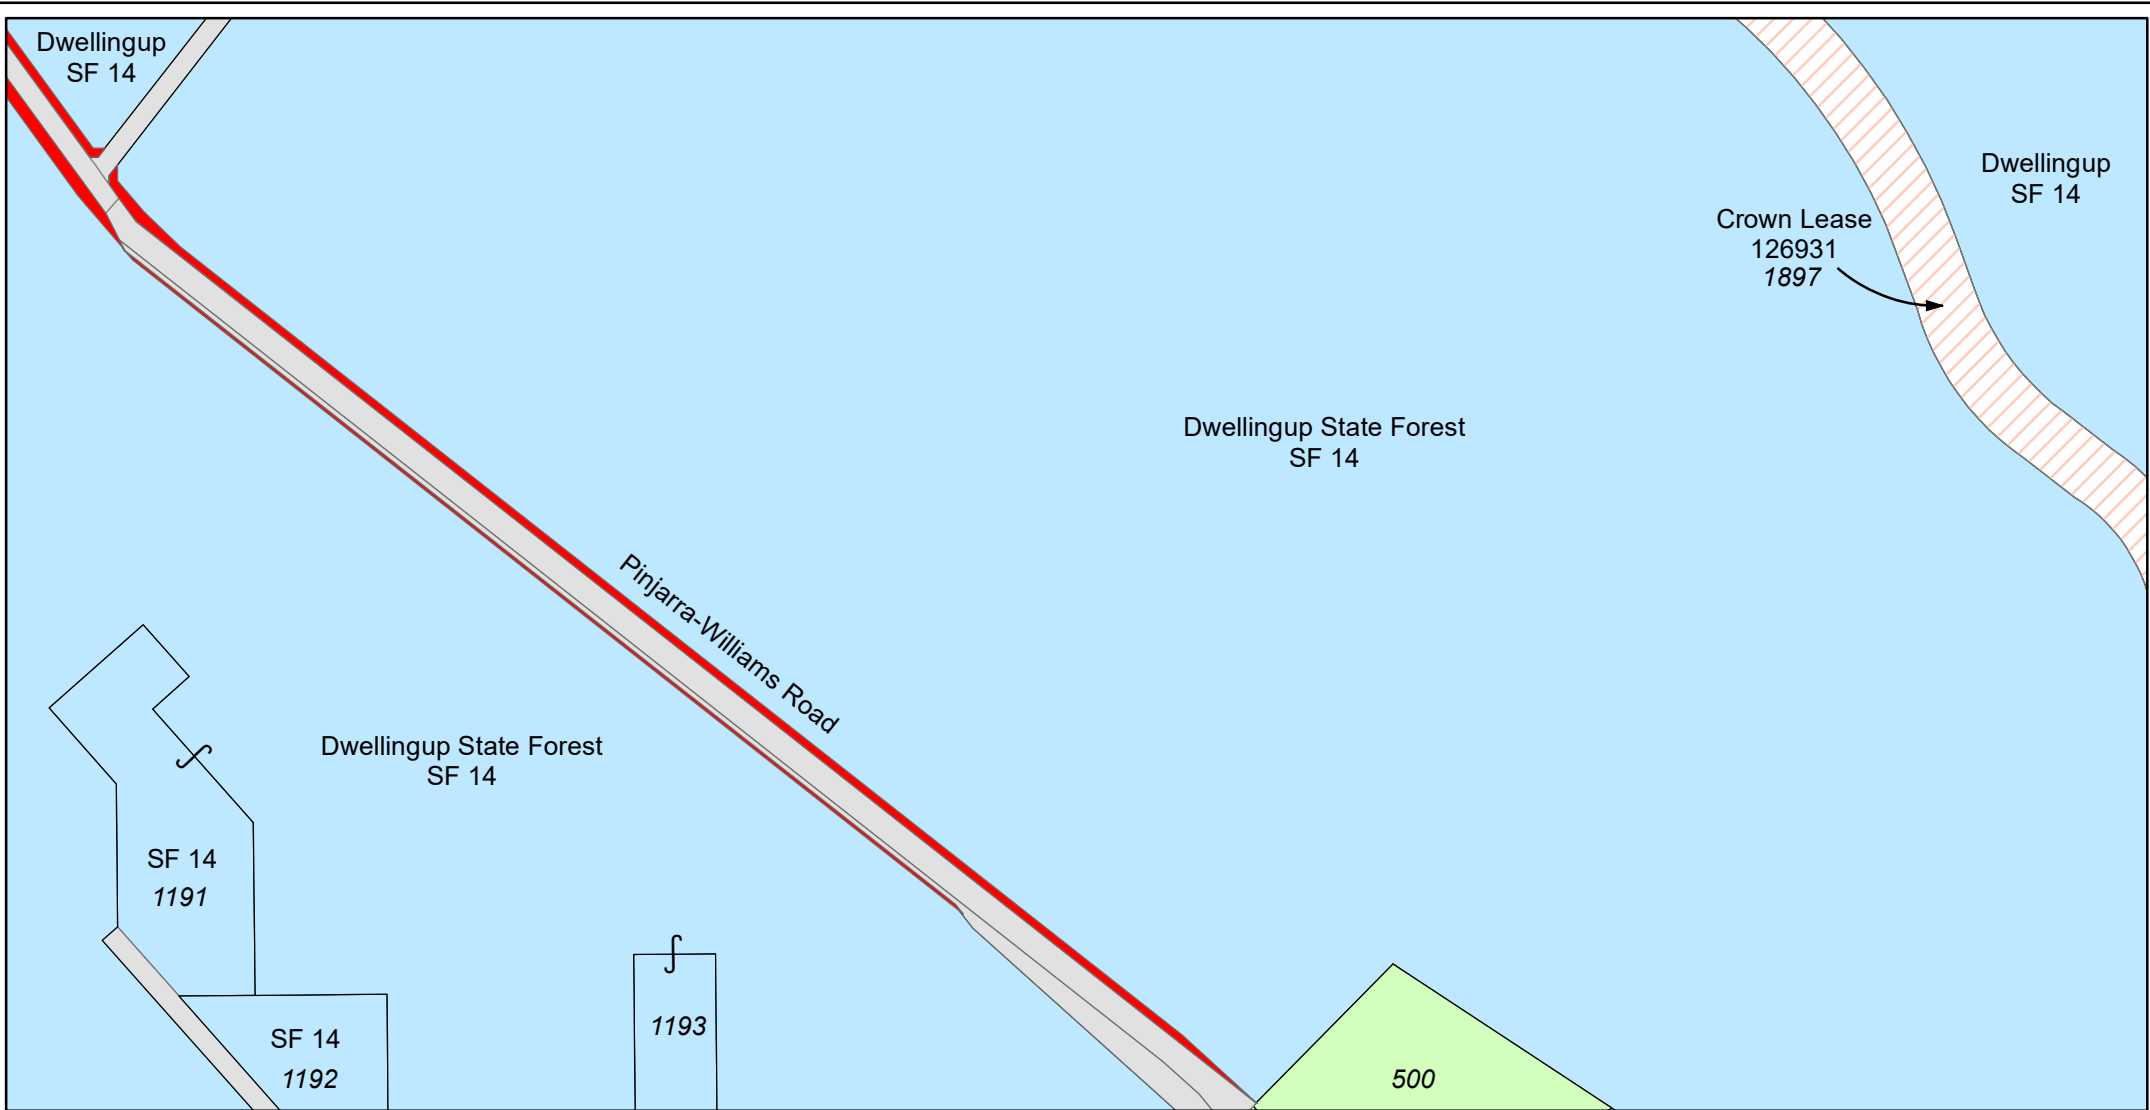 Dwellingup
SF 14
Dwellingup
SF 14
Crown Lease
126931
1897
Dwellingup State Forest
SF 14
Pinjarra-Williams Road
Dwellingup State Forest
SF 14
SF 14
1191
1193
SF 14
1192
500